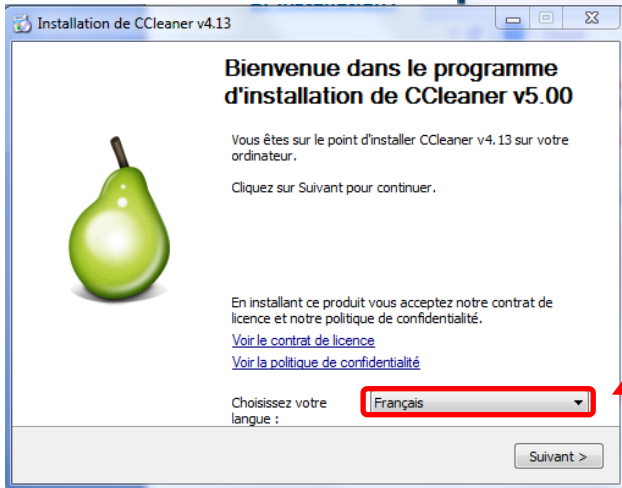 Installation de CCleaner v4.13
Bienvenue dans le programme
d'installation de CCleaner v5.00
Vous êtes sur le point d'installer CCleaner v4.13 sur votre
ordinateur.
Cliquez sur Suivant pour continuer.
En installant ce produit vous acceptez notre contrat de
licence et notre politique de confidentialité.
Voir le contrat de licence
Voir la politique de confidentialité
Choisissez votre
langue :
Français
Suivant >